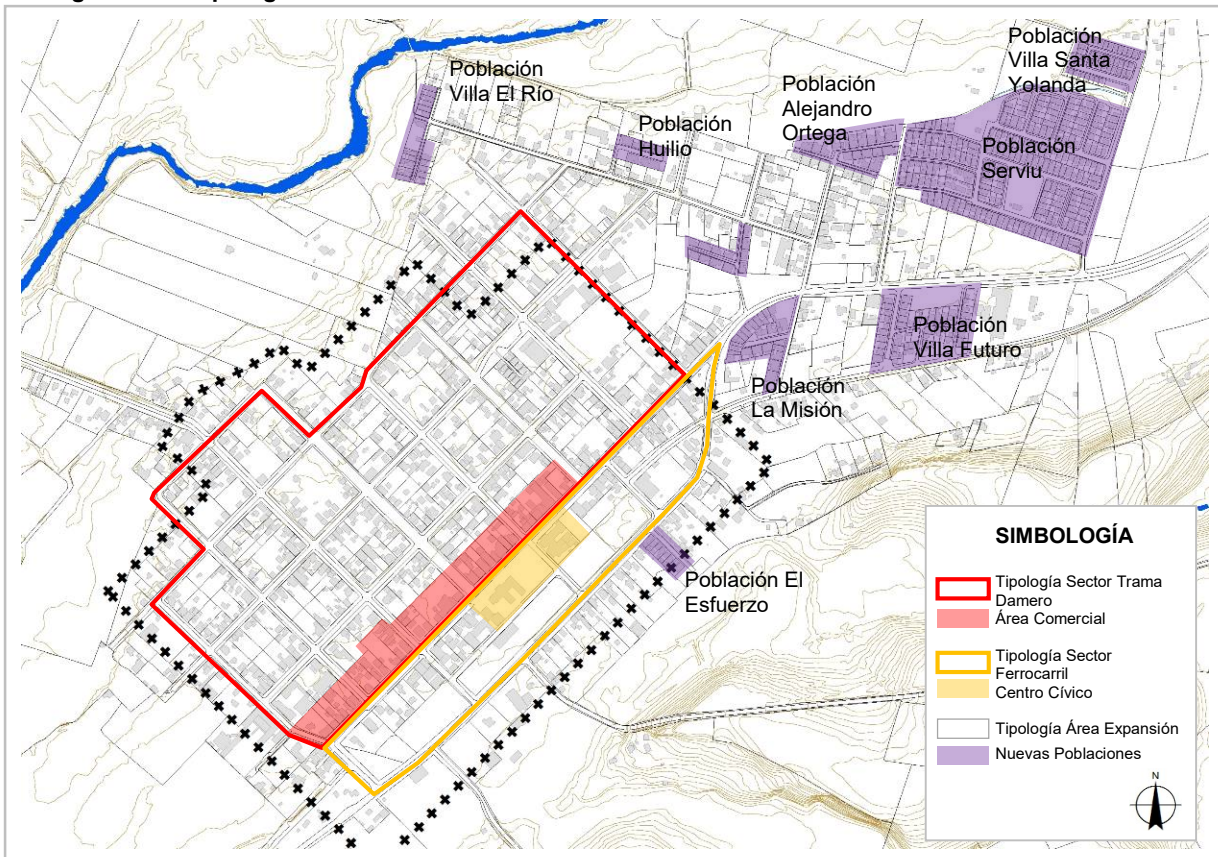 Población
Villa El Río
Población
Huilio
Población
Alejandro
Ortega
Población
Villa Santa
Yolanda
Población
Serviu
Población
Villa Futuro
Población
La Misión
Población El
Esfuerzo
SIMBOLOGÍA
Tipología Sector Trama
Damero
Área Comercial
Tipología Sector
Ferrocarril
Centro Cívico
Tipología Área Expansión
Nuevas Poblaciones
N